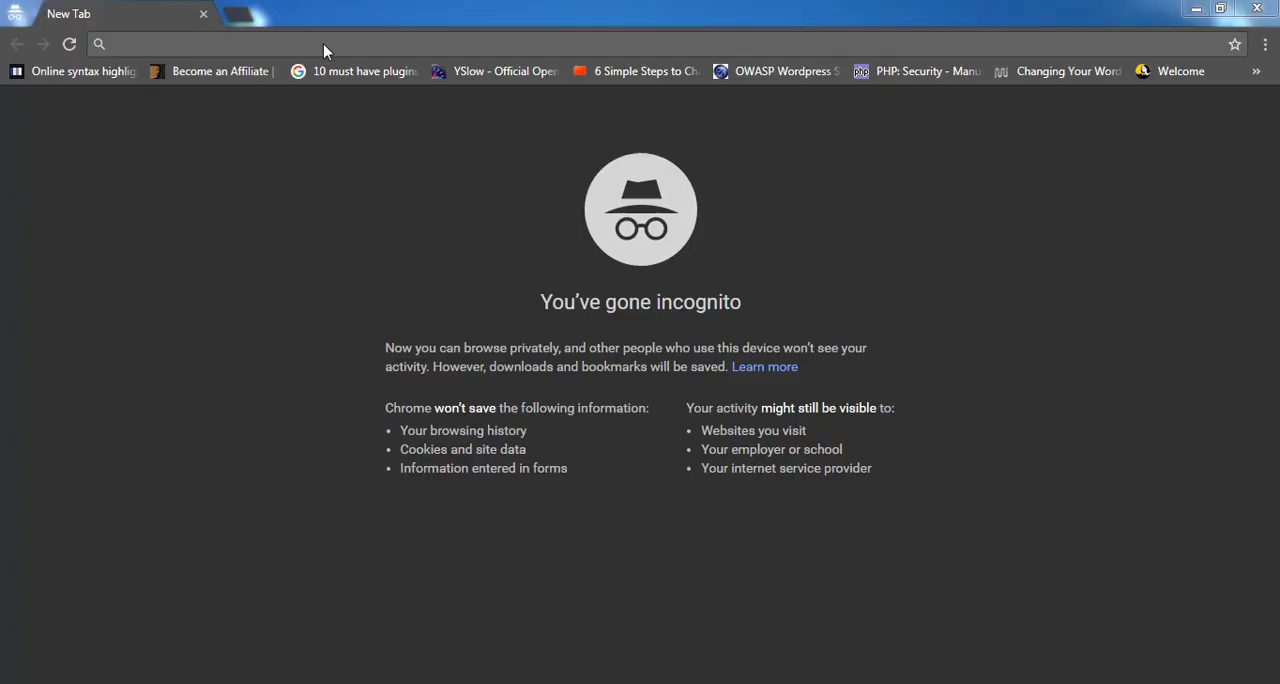 New Tab
Online syntax highlig Become an Affiliate | 10 must have plugins YSlow - Official Oper 6 Simple Steps to Ch OWASP Wordpress S php PHP: Security - Manu Changing Your Word Welcome »
You've gone incognito
Now you can browse privately, and other people who use this device won't see your
activity. However, downloads and bookmarks will be saved. Learn more
Chrome won't save the following information:
• Your browsing history
• Cookies and site data
• Information entered in forms
Your activity might still be visible to:
• Websites you visit
• Your employer or school
• Your internet service provider